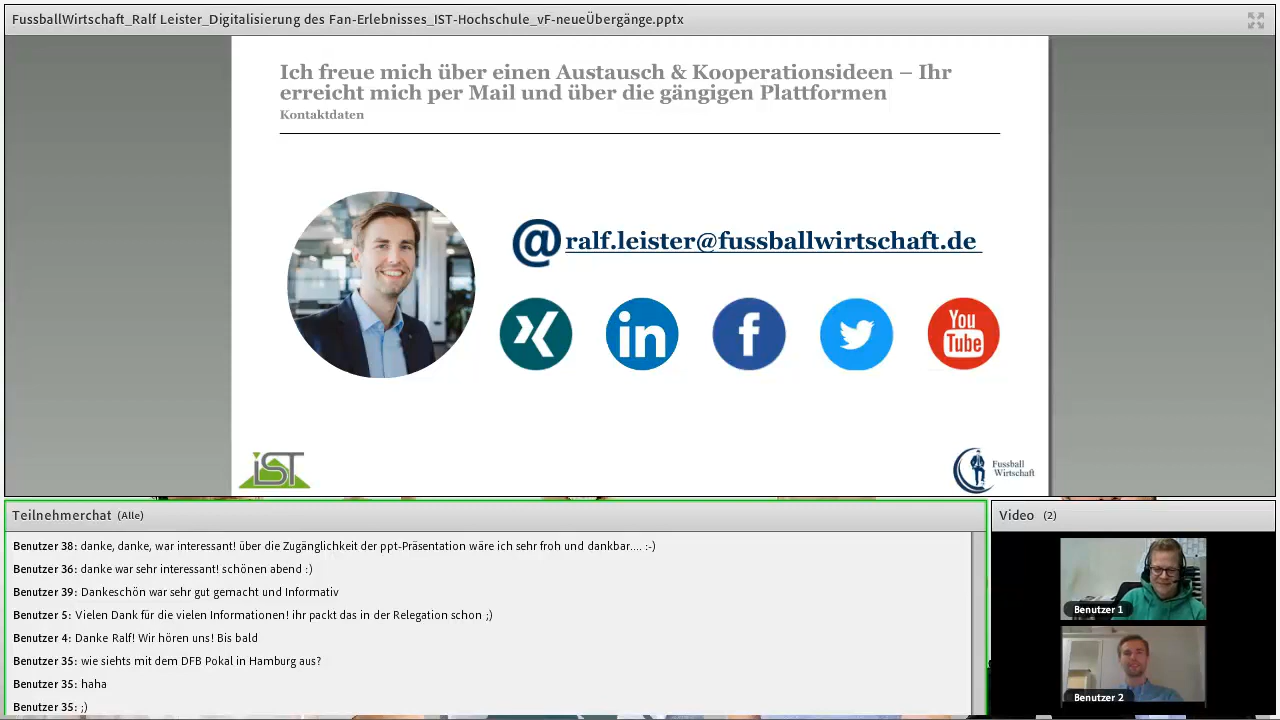 FussballWirtschaft_Ralf Leister_Digitalisierung des Fan-Erlebnisses_IST-Hochschule_vF-neueÜbergänge.pptx
Ich freue mich über einen Austausch & Kooperationsideen – Ihr
erreicht mich per Mail und über die gängigen Plattformen
Kontaktdaten
@ralf.leister@fussballwirtschaft.de
in
f
You
Tube
iST
Fussball
Wirtschaft
Teilnehmerchat (Alle)
Benutzer 38: danke, danke, war interessant! über die Zugänglichkeit der ppt-Präsentation wäre ich sehr froh und dankbar.... :-)
Benutzer 36: danke war sehr interessant! schönen abend :)
Benutzer 39: Dankeschön war sehr gut gemacht und Informativ
Benutzer 5: Vielen Dank für die vielen Informationen! ihr packt das in der Relegation schon ;)
Benutzer 4: Danke Ralf! Wir hören uns! Bis bald
Benutzer 35: wie siehts mit dem DFB Pokal in Hamburg aus?
Benutzer 35: haha
Benutzer 35: ;)
Video (2)
Benutzer 1
Benutzer 2